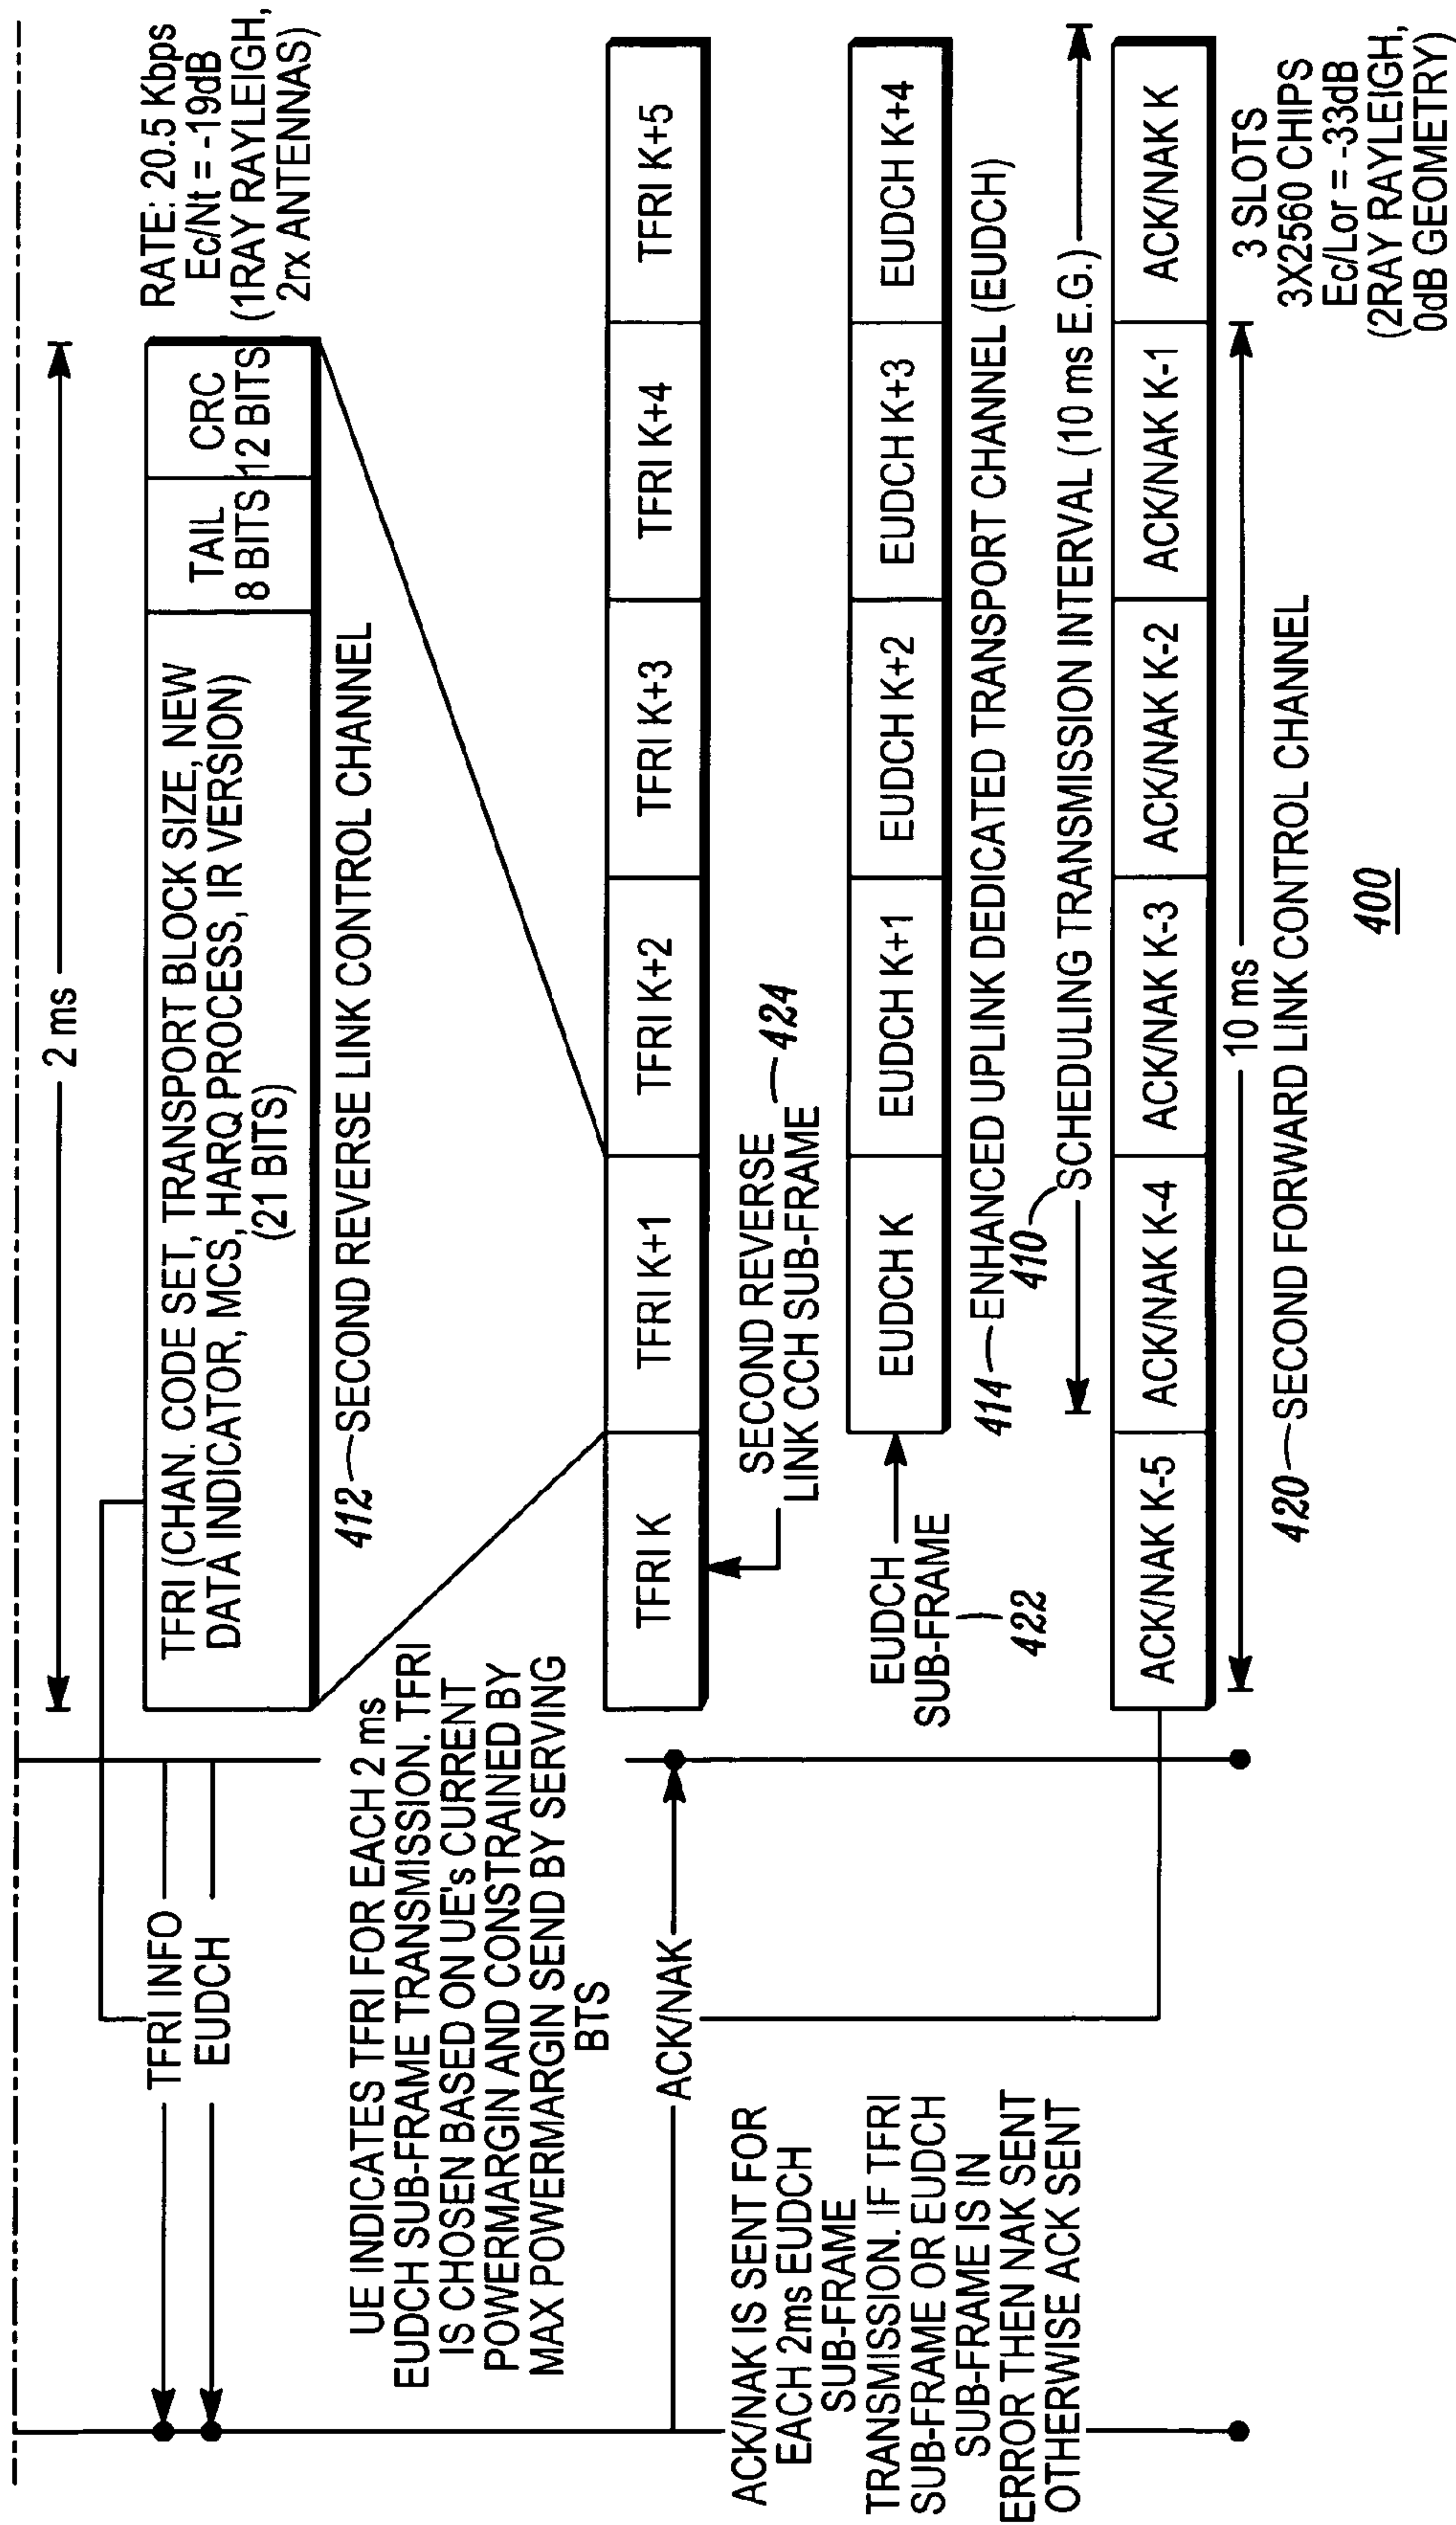 2 ms
TFRI (CHAN. CODE SET, TRANSPORT BLOCK SIZE, NEW
DATA INDICATOR, MCS, HARQ PROCESS, IR VERSION)
(21 BITS)
TAIL
8 BITS
CRC
12 BITS
RATE: 20.5 Kbps
Ec/Nt = -19dB
(1RAY RAYLEIGH,
2rx ANTENNAS)
412
SECOND REVERSE LINK CONTROL CHANNEL
TFRI INFO
EUDCH
UE INDICATES TFRI FOR EACH 2 ms
EUDCH SUB-FRAME TRANSMISSION. TFRI
IS CHOSEN BASED ON UE's CURRENT
POWERMARGIN AND CONSTRAINED BY
MAX POWERMARGIN SEND BY SERVING
BTS
TFRI K
TFRI K+1
TFRI K+2
TFRI K+3
TFRI K+4
TFRI K+5
SECOND REVERSE
LINK CCH SUB-FRAME
424
EUDCH
SUB-FRAME
422
EUDCH K
EUDCH K+1
EUDCH K+2
EUDCH K+3
EUDCH K+4
414
ENHANCED UPLINK DEDICATED TRANSPORT CHANNEL (EUDCH)
410
SCHEDULING TRANSMISSION INTERVAL (10 ms E.G.)
ACK/NAK
ACK/NAK IS SENT FOR
EACH 2ms EUDCH
SUB-FRAME
TRANSMISSION. IF TFRI
SUB-FRAME OR EUDCH
SUB-FRAME IS IN
ERROR THEN NAK SENT
OTHERWISE ACK SENT
ACK/NAK K-5
ACK/NAK K-4
ACK/NAK K-3
ACK/NAK K-2
ACK/NAK K-1
ACK/NAK K
10 ms
3 SLOTS
3X2560 CHIPS
Ec/Lor = -33dB
(2RAY RAYLEIGH,
0dB GEOMETRY)
420
SECOND FORWARD LINK CONTROL CHANNEL
400